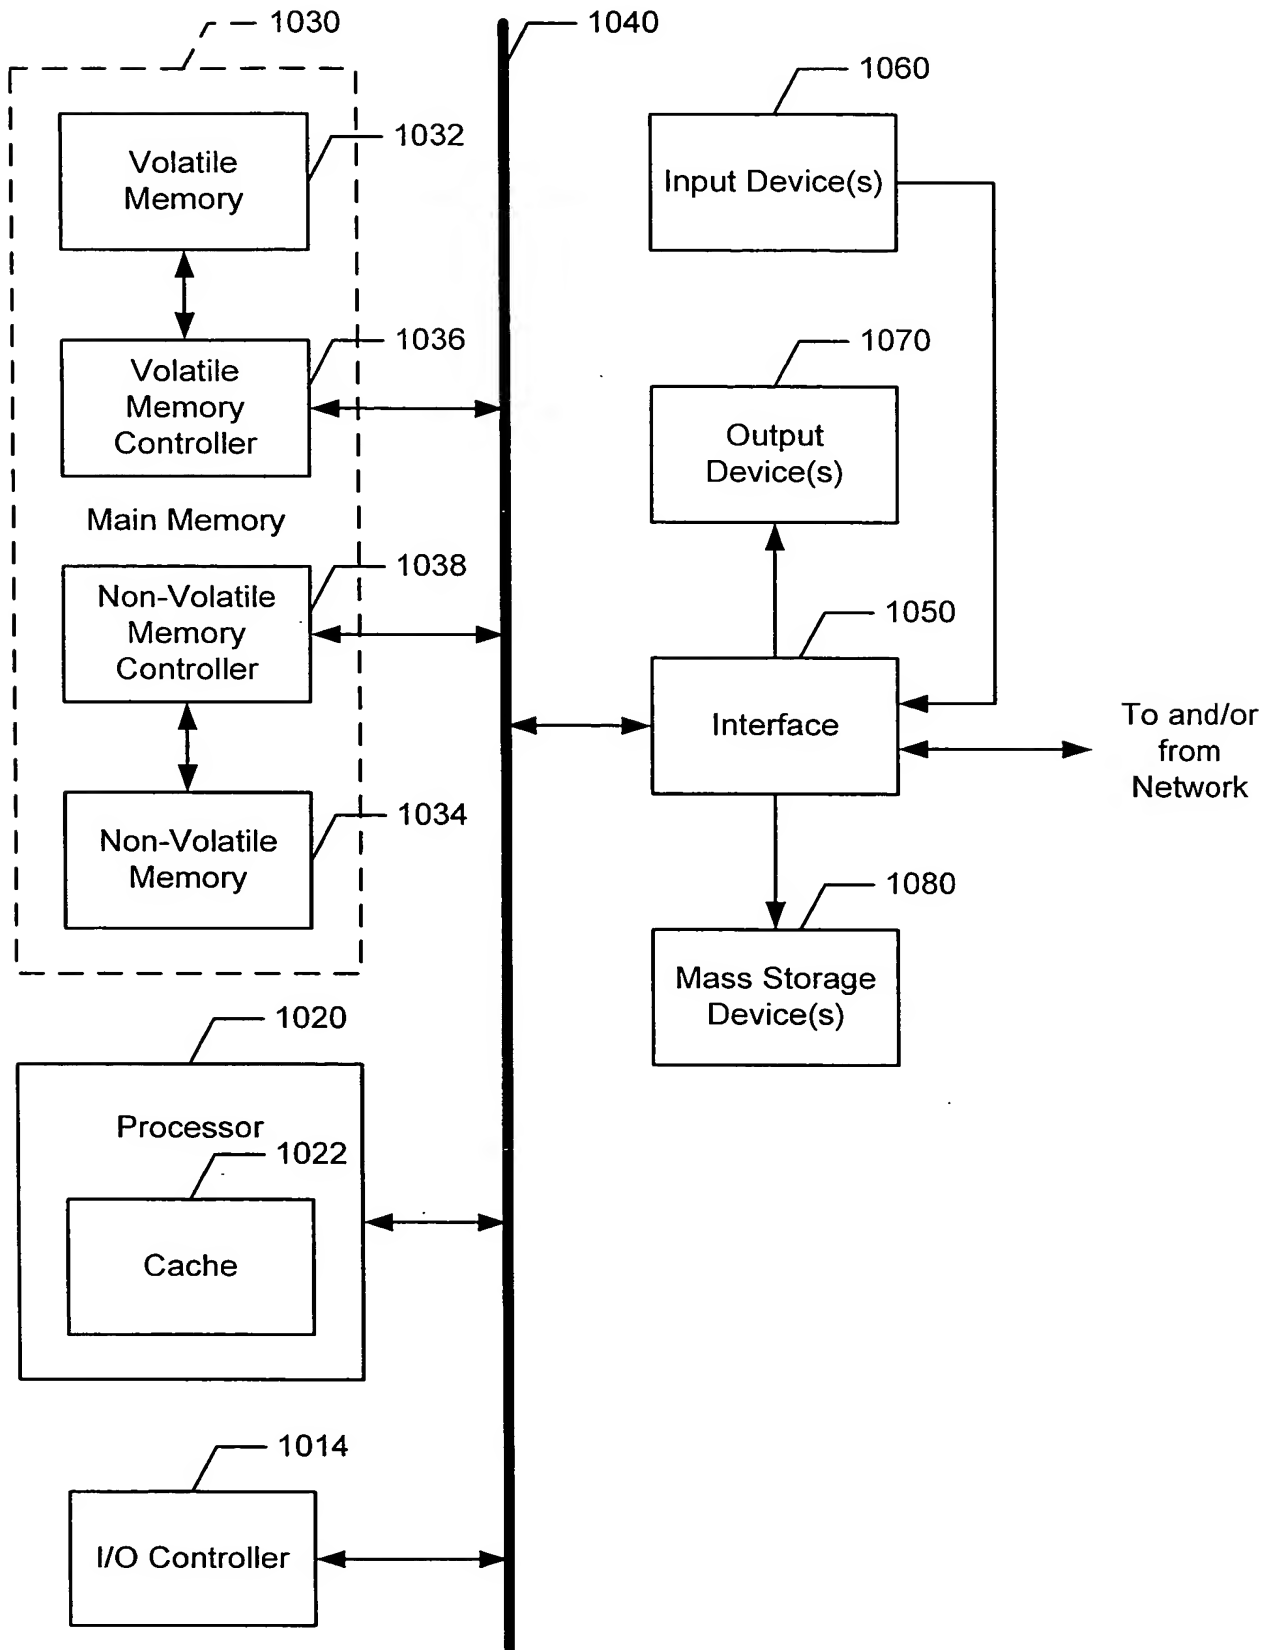 1030
1040
1060
Volatile
Memory
1032
Input Device(s)
1036
Volatile
Memory
Controller
1070
Output
Device(s)
Main Memory
1038
Non-Volatile
Memory
Controller
1050
Interface
To and/or
from
Network
1034
Non-Volatile
Memory
1080
Mass Storage
Device(s)
1020
Processor
1022
Cache
1014
I/O Controller